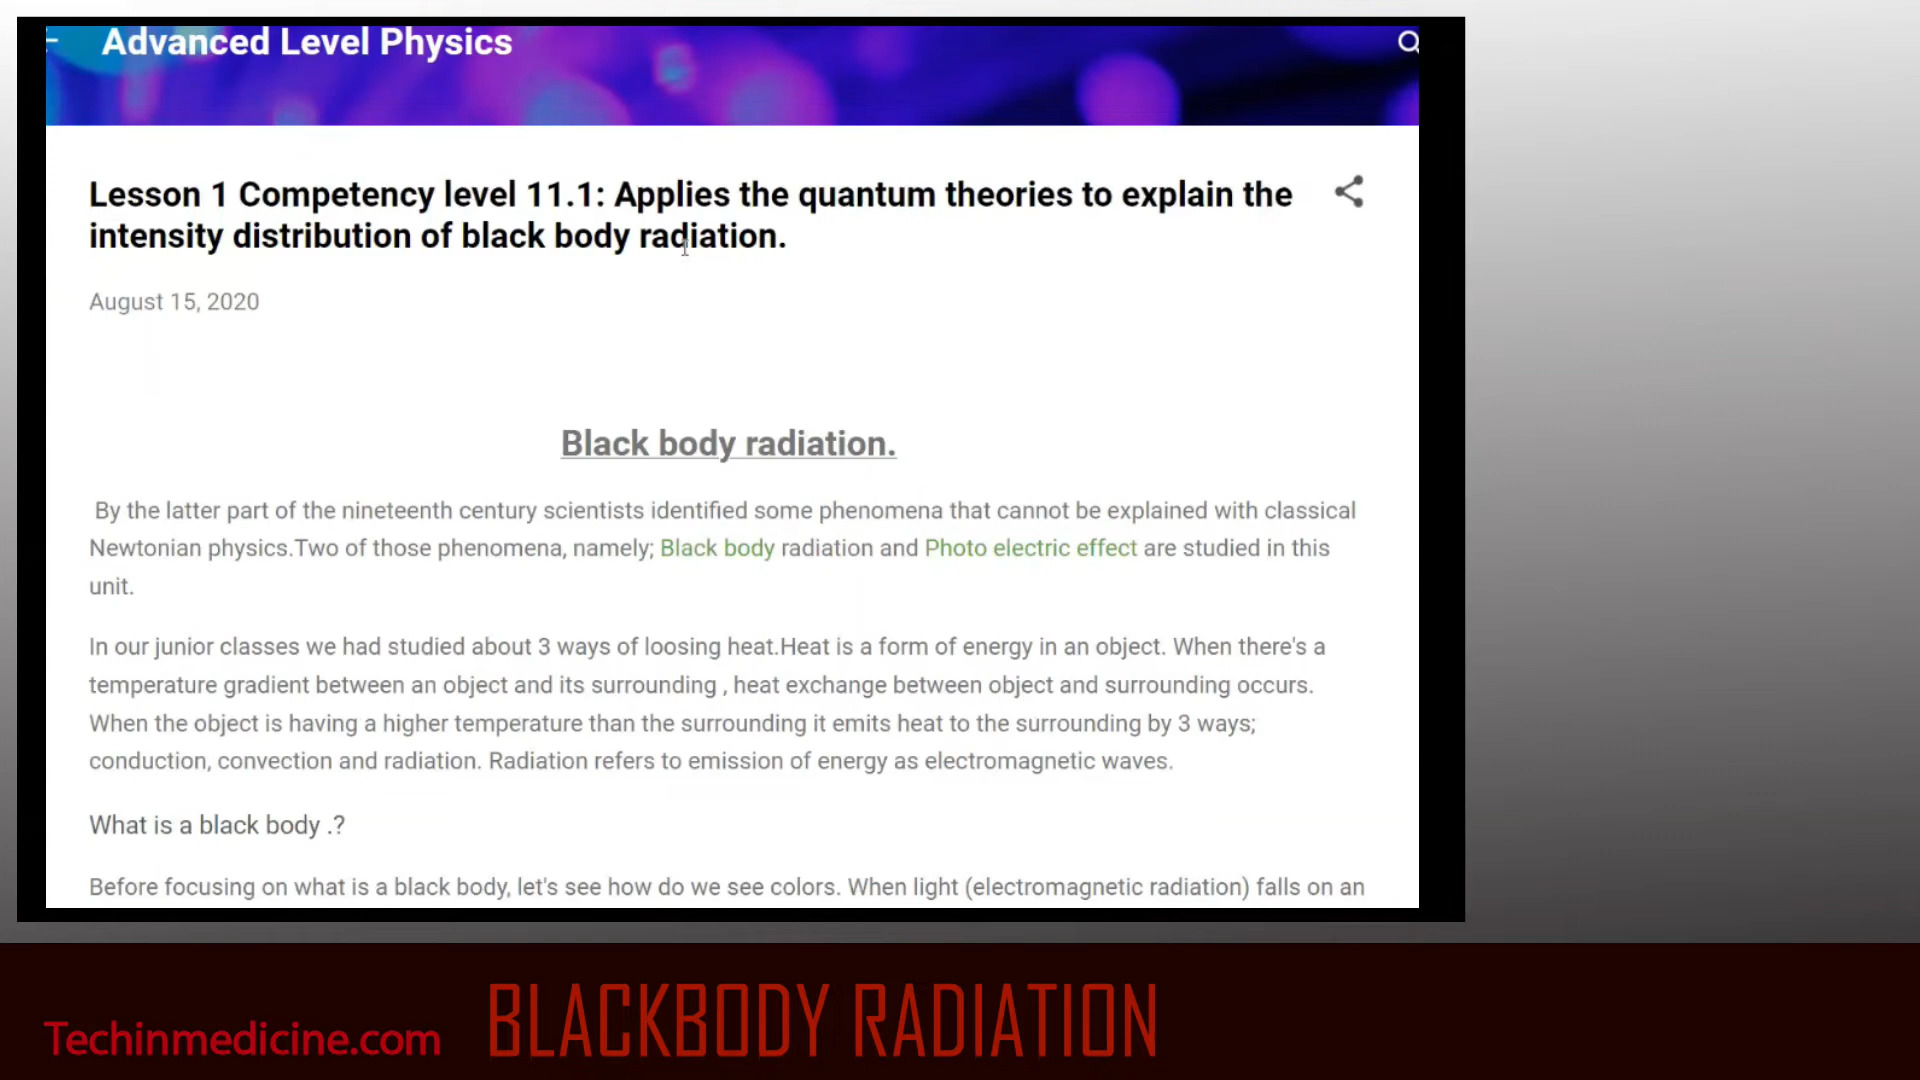 Advanced Level Physics
Lesson 1 Competency level 11.1: Applies the quantum theories to explain the
intensity distribution of black body radiation.
August 15, 2020
Black body radiation.
By the latter part of the nineteenth century scientists identified some phenomena that cannot be explained with classical
Newtonian physics.Two of those phenomena, namely; Black body radiation and Photo electric effect are studied in this
unit.
In our junior classes we had studied about 3 ways of loosing heat.Heat is a form of energy in an object. When there's a
temperature gradient between an object and its surrounding , heat exchange between object and surrounding occurs.
When the object is having a higher temperature than the surrounding it emits heat to the surrounding by 3 ways;
conduction, convection and radiation. Radiation refers to emission of energy as electromagnetic waves.
What is a black body .?
Before focusing on what is a black body, let's see how do we see colors. When light (electromagnetic radiation) falls on an
Techinmedicine.com
BLACKBODY RADIATION